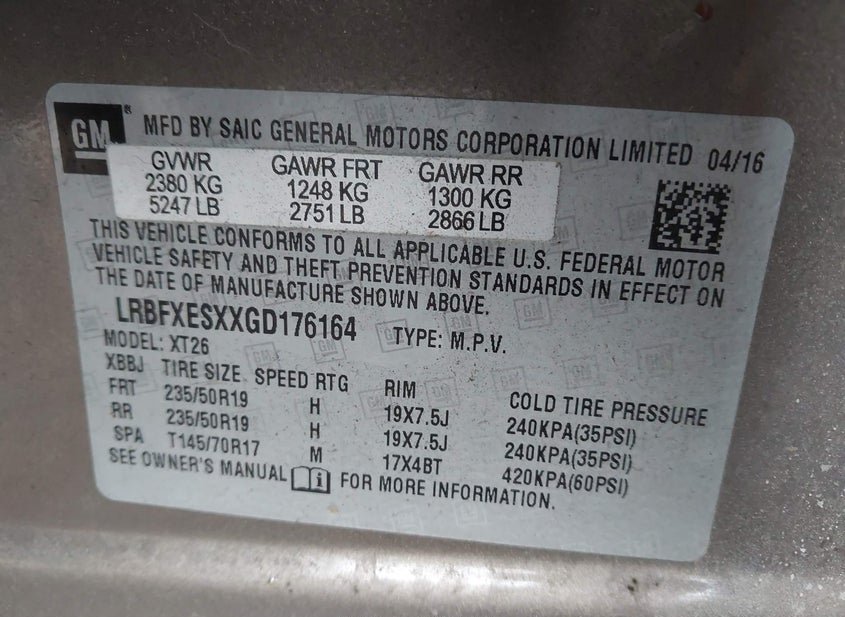 GM® MFD BY SAIC GENERAL MOTORS CORPORATION LIMITED 04/16
GVWR GAWR FRT GAWR RR
2380 KG 1248 KG 1300 KG
5247 LB 2751 LB 2866 LB
THIS VEHICLE CONFORMS TO ALL APPLICABLE U.S. FEDERAL MOTOR
VEHICLE SAFETY AND THEFT PREVENTION STANDARDS IN EFFECT ON
THE DATE OF MANUFACTURE SHOWN ABOVE.
LRBFXESXXGD176164 TYPE: M.P.V.
MODEL: XT26
XBBJ TIRE SIZE SPEED RTG RIM COLD TIRE PRESSURE
FRT 235/50R19 H 19X7.5J 240KPA(35PSI)
RR 235/50R19 H 19X7.5J 240KPA(35PSI)
SPA T145/70R17 M 17X4BT 420KPA(60PSI)
SEE OWNER'S MANUAL FOR MORE INFORMATION.